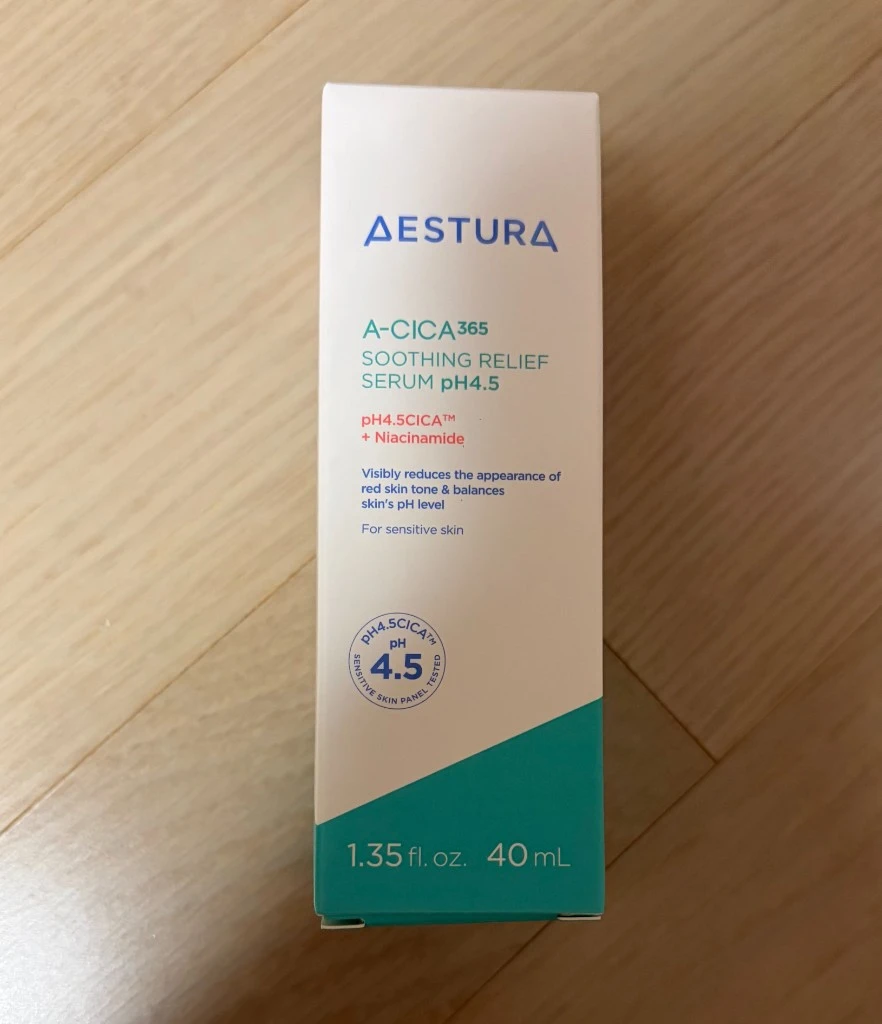 AESTURA
A-CICA365
SOOTHING RELIEF
SERUM pH4.5
pH4.5CICA™
+ Niacinamide
Visibly reduces the appearance of
red skin tone & balances
skin's pH level
For sensitive skin
pH4.5CICA™
pH
4.5
SENSITIVE SKIN PANEL TESTED
1.35 fl. oz. 40 mL